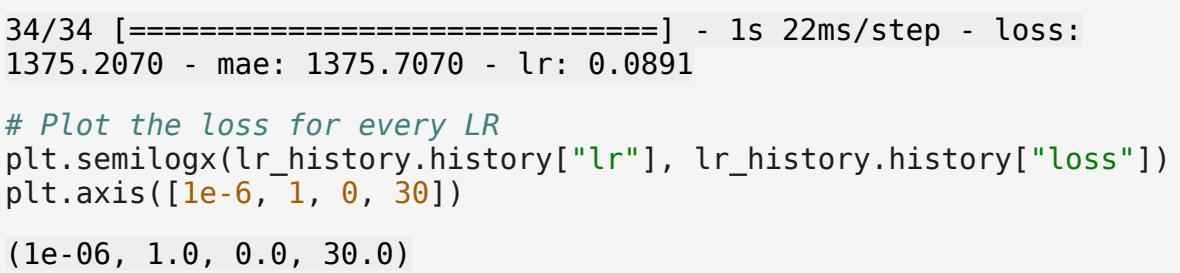 34/34 [==============================] - 1s 22ms/step - loss:
1375.2070 - mae: 1375.7070 - lr: 0.0891
# Plot the loss for every LR
plt.semilogx(lr_history.history["lr"], lr_history.history["loss"])
plt.axis([1e-6, 1, 0, 30])
(1e-06, 1.0, 0.0, 30.0)